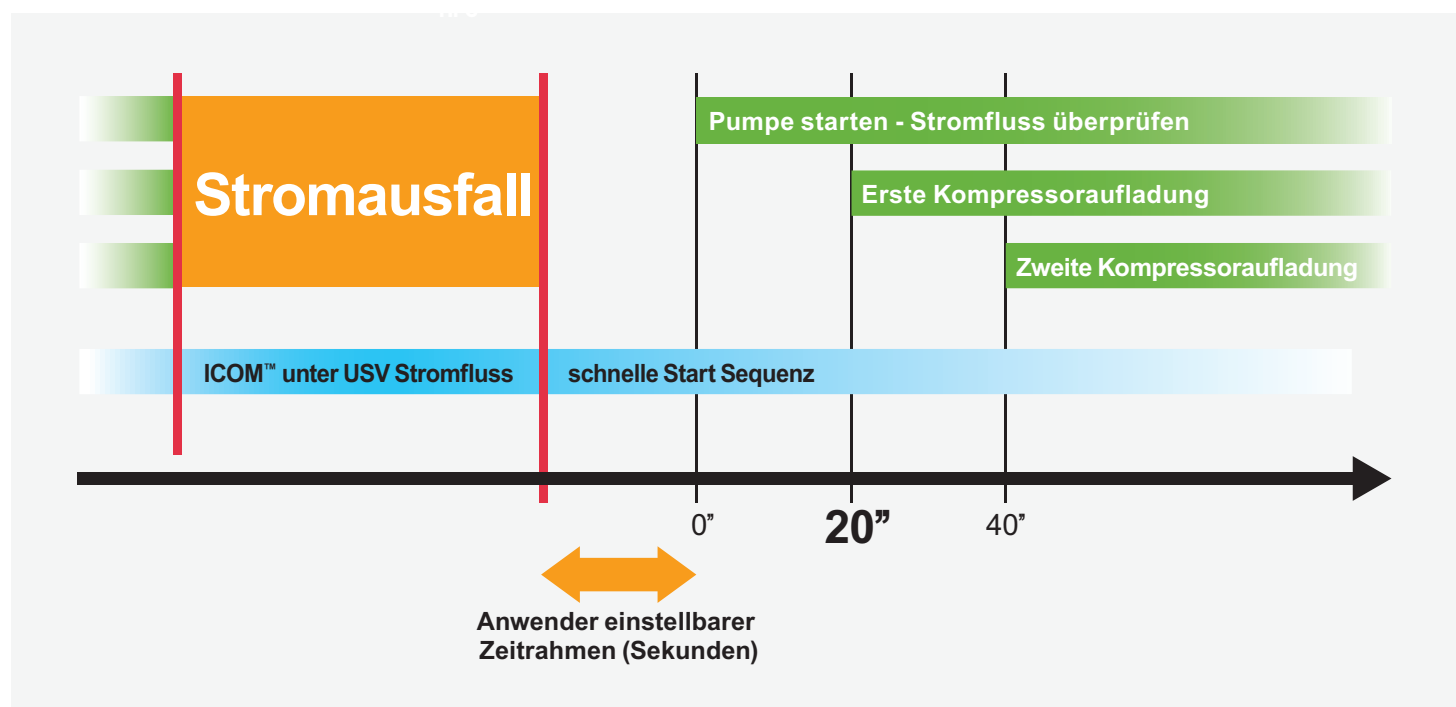 Pumpe starten - Stromfluss überprüfen
Stromausfall
Erste Kompressoraufladung
Zweite Kompressoraufladung
ICOM™ unter USV Stromfluss
schnelle Start Sequenz
0” 20” 40”
Anwender einstellbarer
Zeitrahmen (Sekunden)